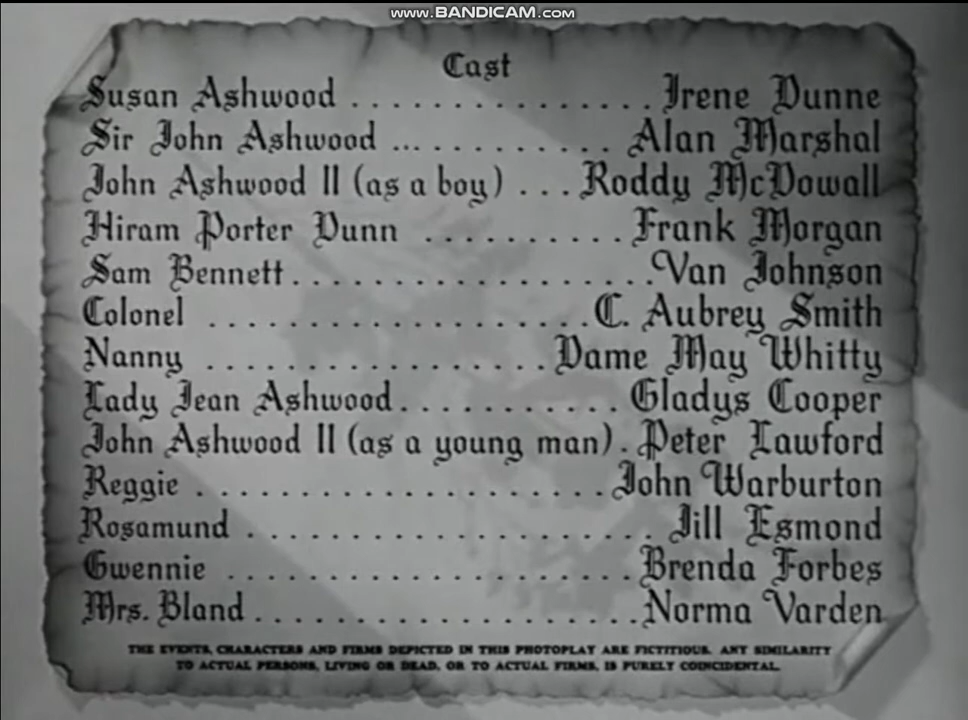 www.BANDICAM.com
Cast
Susan Ashwood . . . . . . . . . . . . . . . Irene Dunne
Sir John Ashwood ... . . . . . . . . . . Alan Marshal
John Ashwood II (as a boy) . . . Roddy McDowall
Hiram Porter Dunn . . . . . . . . . . Frank Morgan
Sam Bennett . . . . . . . . . . . . . . . . . . Van Johnson
Colonel . . . . . . . . . . . . . . . . . . . C. Aubrey Smith
Nanny . . . . . . . . . . . . . . . . . Dame May Whitty
Lady Jean Ashwood . . . . . . . . . . . Gladys Cooper
John Ashwood II (as a young man) . Peter Lawford
Reggie . . . . . . . . . . . . . . . . . . . . John Warburton
Rosamund . . . . . . . . . . . . . . . . . . . . Jill Esmond
Gwennie . . . . . . . . . . . . . . . . . . . . Brenda Forbes
Mrs. Bland . . . . . . . . . . . . . . . . . . . . Norma Varden
THE EVENTS, CHARACTERS AND FIRMS DEPICTED IN THIS PHOTOPLAY ARE FICTITIOUS. ANY SIMILARITY
TO ACTUAL PERSONS, LIVING OR DEAD, OR TO ACTUAL FIRMS, IS PURELY COINCIDENTAL.